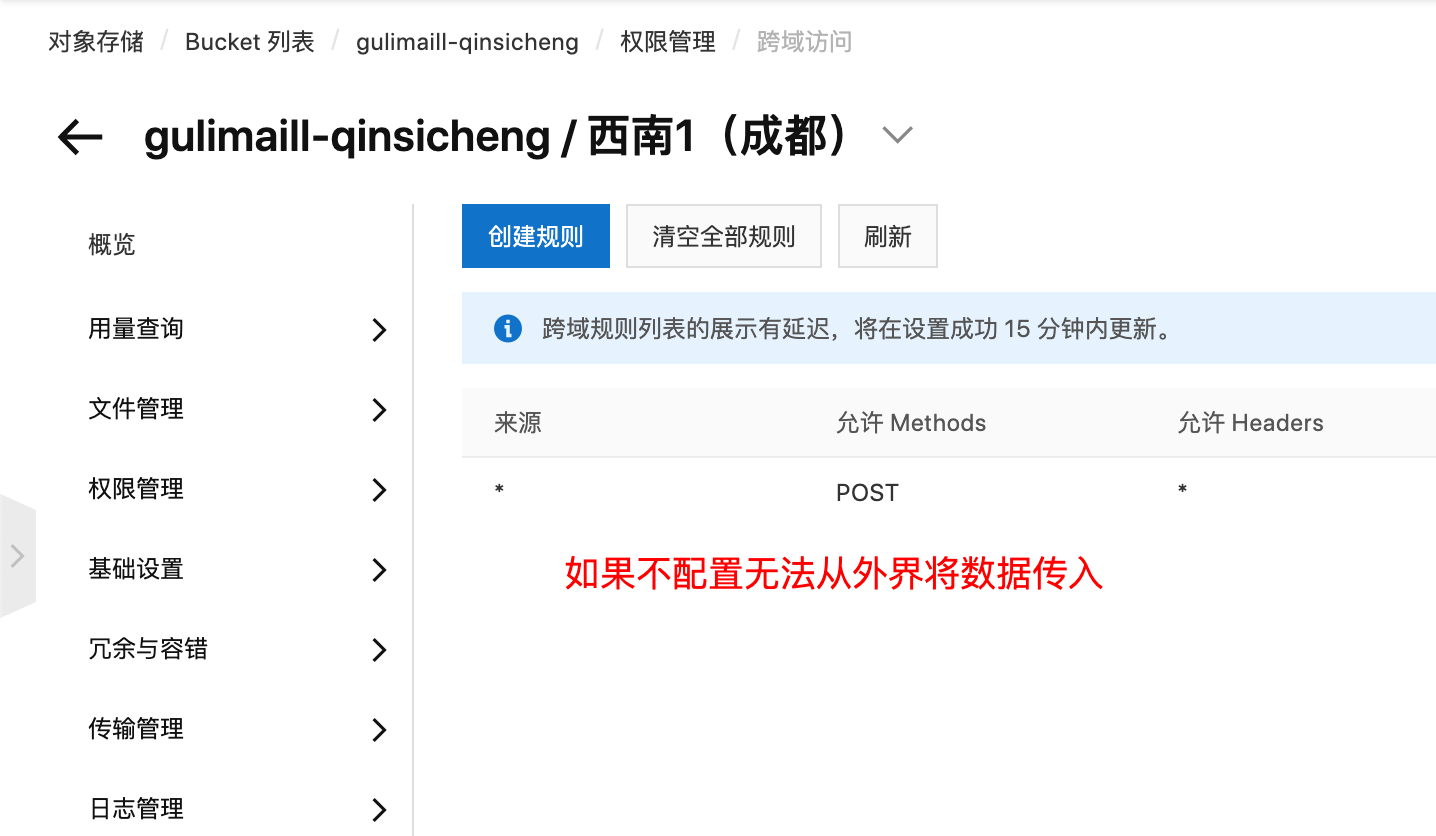 对象存储 / Bucket 列表 / gulimaill-qinsicheng / 权限管理 / 跨域访问
gulimaill-qinsicheng / 西南1（成都）
概览
用量查询
文件管理
权限管理
基础设置
冗余与容错
传输管理
日志管理
创建规则 清空全部规则 刷新
跨域规则列表的展示有延迟，将在设置成功 15 分钟内更新。
来源 允许 Methods 允许 Headers
* POST *
如果不配置无法从外界将数据传入